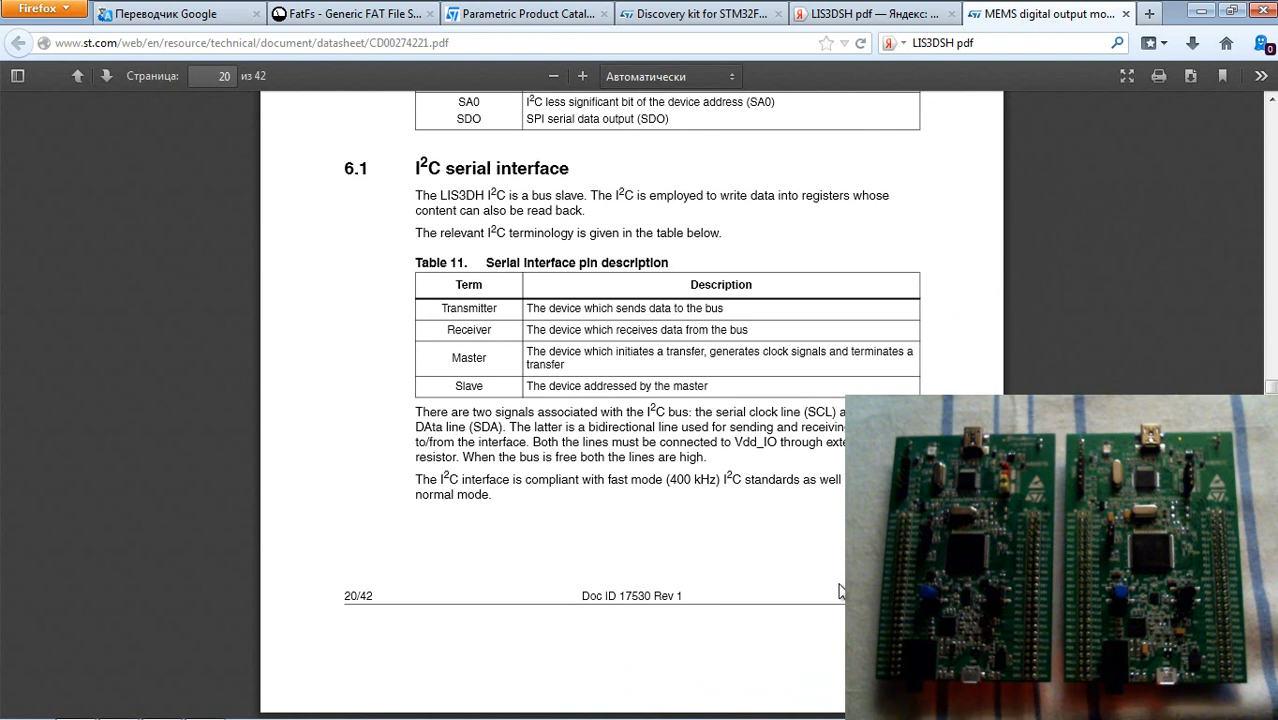 Firefox
Переводчик Google
FatFs - Generic FAT File S...
Parametric Product Catal...
Discovery kit for STM32F...
LIS3DSH pdf — Яндекс: ...
MEMS digital output mo...
www.st.com/web/en/resource/technical/document/datasheet/CD00274221.pdf
LIS3DSH pdf
0
Страница: 20 из 42
Автоматически
SA0 I²C less significant bit of the device address (SA0)
SDO SPI serial data output (SDO)
6.1 I²C serial interface
The LIS3DH I²C is a bus slave. The I²C is employed to write data into registers whose
content can also be read back.
The relevant I²C terminology is given in the table below.
Table 11. Serial interface pin description
Term Description
Transmitter The device which sends data to the bus
Receiver The device which receives data from the bus
Master The device which initiates a transfer, generates clock signals and terminates a
transfer
Slave The device addressed by the master
There are two signals associated with the I²C bus: the serial clock line (SCL) a
DAta line (SDA). The latter is a bidirectional line used for sending and receivin
to/from the interface. Both the lines must be connected to Vdd_IO through exte
resistor. When the bus is free both the lines are high.
The I²C interface is compliant with fast mode (400 kHz) I²C standards as well
normal mode.
20/42 Doc ID 17530 Rev 1